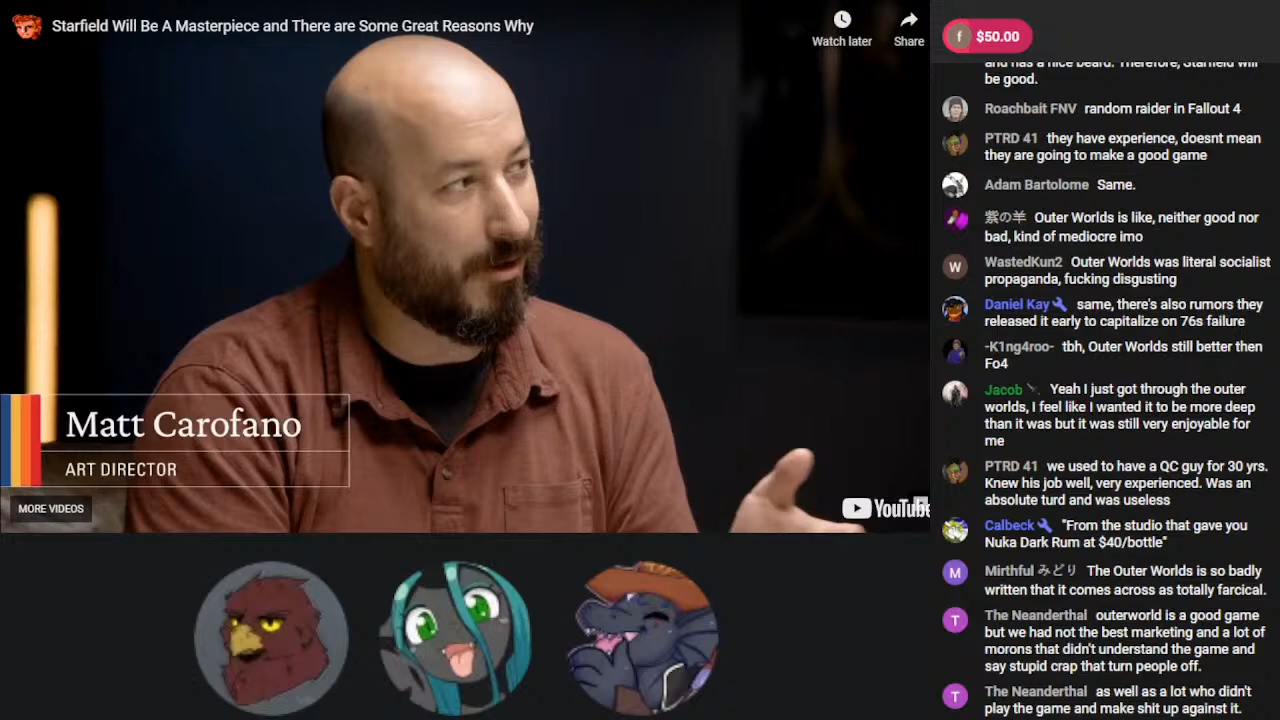 Starfield Will Be A Masterpiece and There are Some Great Reasons Why
Watch later
Share
Matt Carofano
ART DIRECTOR
MORE VIDEOS
YouTube
f $50.00
and has a nice beard. Therefore, Starfield will
be good.
Roachbait FNV random raider in Fallout 4
PTRD 41 they have experience, doesnt mean
they are going to make a good game
Adam Bartolome Same.
紫の羊 Outer Worlds is like, neither good nor
bad, kind of mediocre imo
W
WastedKun2 Outer Worlds was literal socialist
propaganda, fucking disgusting
Daniel Kay same, there's also rumors they
released it early to capitalize on 76s failure
-K1ng4roo- tbh, Outer Worlds still better then
Fo4
Jacob Yeah I just got through the outer
worlds, I feel like I wanted it to be more deep
than it was but it was still very enjoyable for
me
PTRD 41 we used to have a QC guy for 30 yrs.
Knew his job well, very experienced. Was an
absolute turd and was useless
Calbeck "From the studio that gave you
Nuka Dark Rum at $40/bottle"
M
Mirthful みどり The Outer Worlds is so badly
written that it comes across as totally farcical.
T
The Neanderthal outerworld is a good game
but we had not the best marketing and a lot of
morons that didn't understand the game and
say stupid crap that turn people off.
T
The Neanderthal as well as a lot who didn't
play the game and make shit up against it.